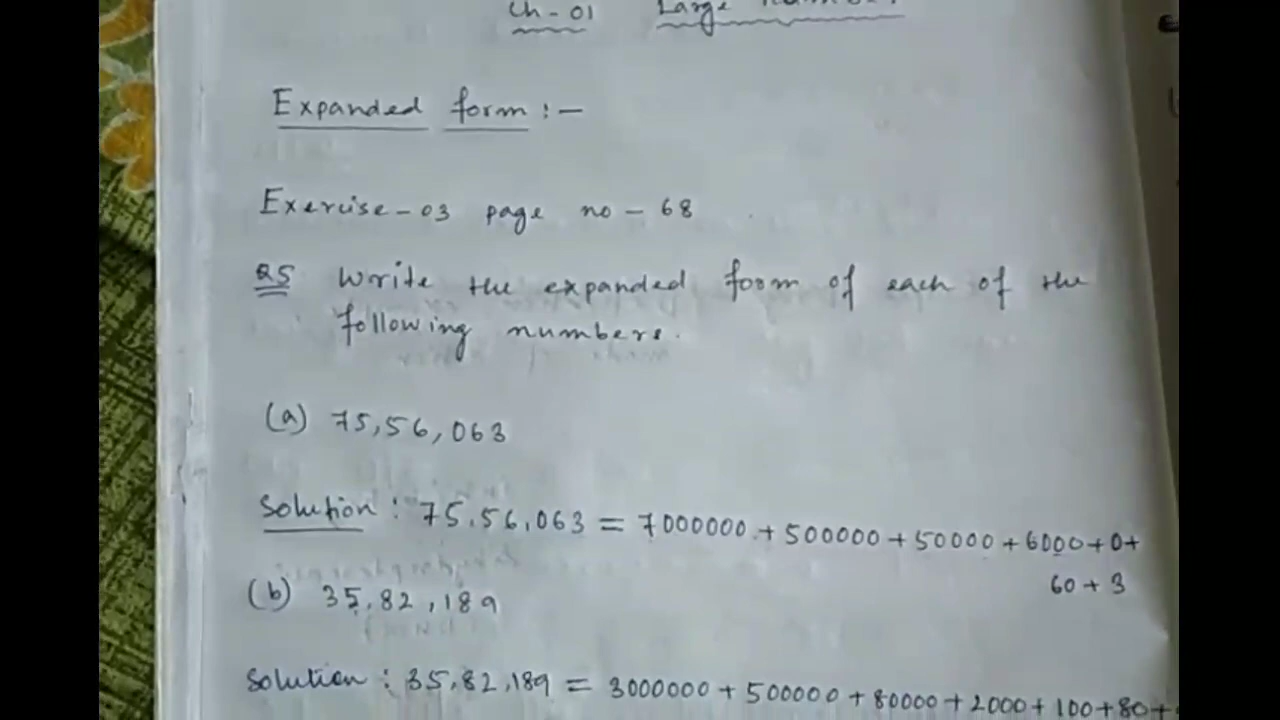 Ch - 01 Large Number
Expanded form :-
Exercise - 03 page no - 68
Q5 Write the expanded form of each of the
following numbers.
(a) 75,56,063
Solution : 75,56,063 = 7000000 + 500000 + 50000 + 6000 + 0 +
60 + 3
(b) 35,82,189
Solution : 35,82,189 = 3000000 + 500000 + 80000 + 2000 + 100 + 80 +